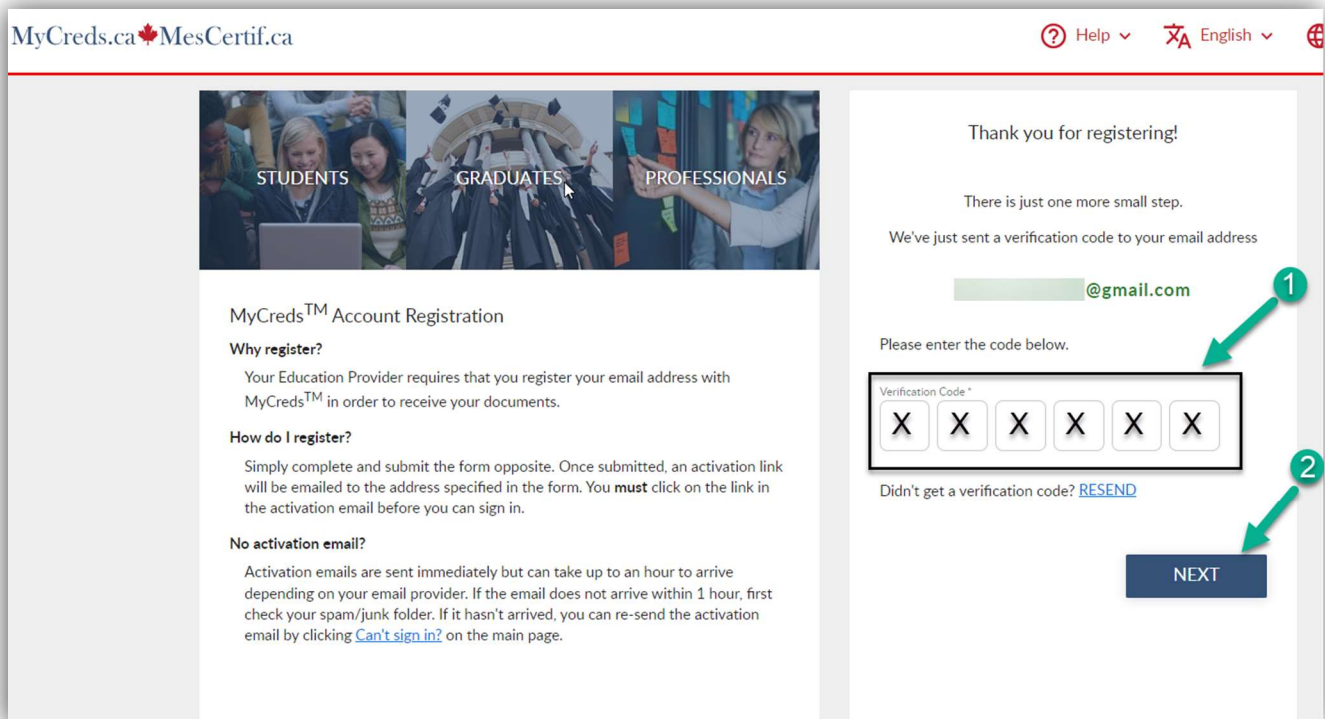 MyCreds.ca MesCertif.ca
Help
English
STUDENTS
GRADUATES
PROFESSIONALS
MyCreds™ Account Registration
Why register?
Your Education Provider requires that you register your email address with
MyCreds™ in order to receive your documents.
How do I register?
Simply complete and submit the form opposite. Once submitted, an activation link
will be emailed to the address specified in the form. You must click on the link in
the activation email before you can sign in.
No activation email?
Activation emails are sent immediately but can take up to an hour to arrive
depending on your email provider. If the email does not arrive within 1 hour, first
check your spam/junk folder. If it hasn't arrived, you can re-send the activation
email by clicking Can't sign in? on the main page.
Thank you for registering!
There is just one more small step.
We've just sent a verification code to your email address
@gmail.com
1
Please enter the code below.
Verification Code *
X X X X X X
2
Didn't get a verification code? RESEND
NEXT